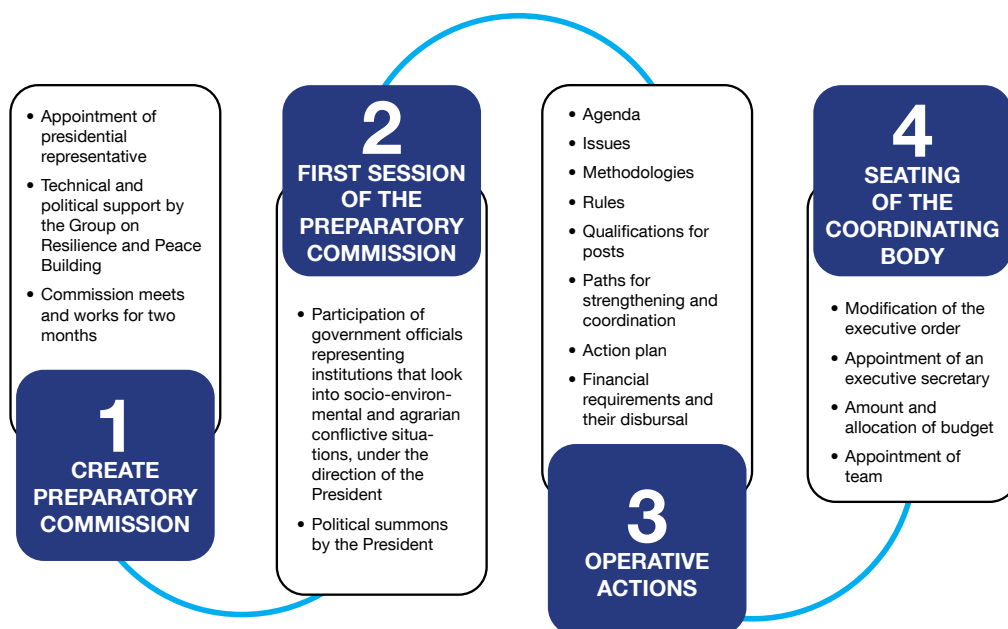 • Appointment of
presidential
representative
• Technical and
political support by
the Group on
Resilience and Peace
Building
• Commission meets
and works for two
months
1
CREATE
PREPARATORY
COMMISSION
2
FIRST SESSION
OF THE
PREPARATORY
COMMISSION
• Participation of
government officials
representing
institutions that look
into socio-environ-
mental and agrarian
conflictive situa-
tions, under the
direction of the
President
• Political summons
by the President
• Agenda
• Issues
• Methodologies
• Rules
• Qualifications for
posts
• Paths for
strengthening and
coordination
• Action plan
• Financial
requirements and
their disbursal
3
OPERATIVE
ACTIONS
4
SEATING
OF THE
COORDINATING
BODY
• Modification of the
executive order
• Appointment of an
executive secretary
• Amount and
allocation of budget
• Appointment of
team